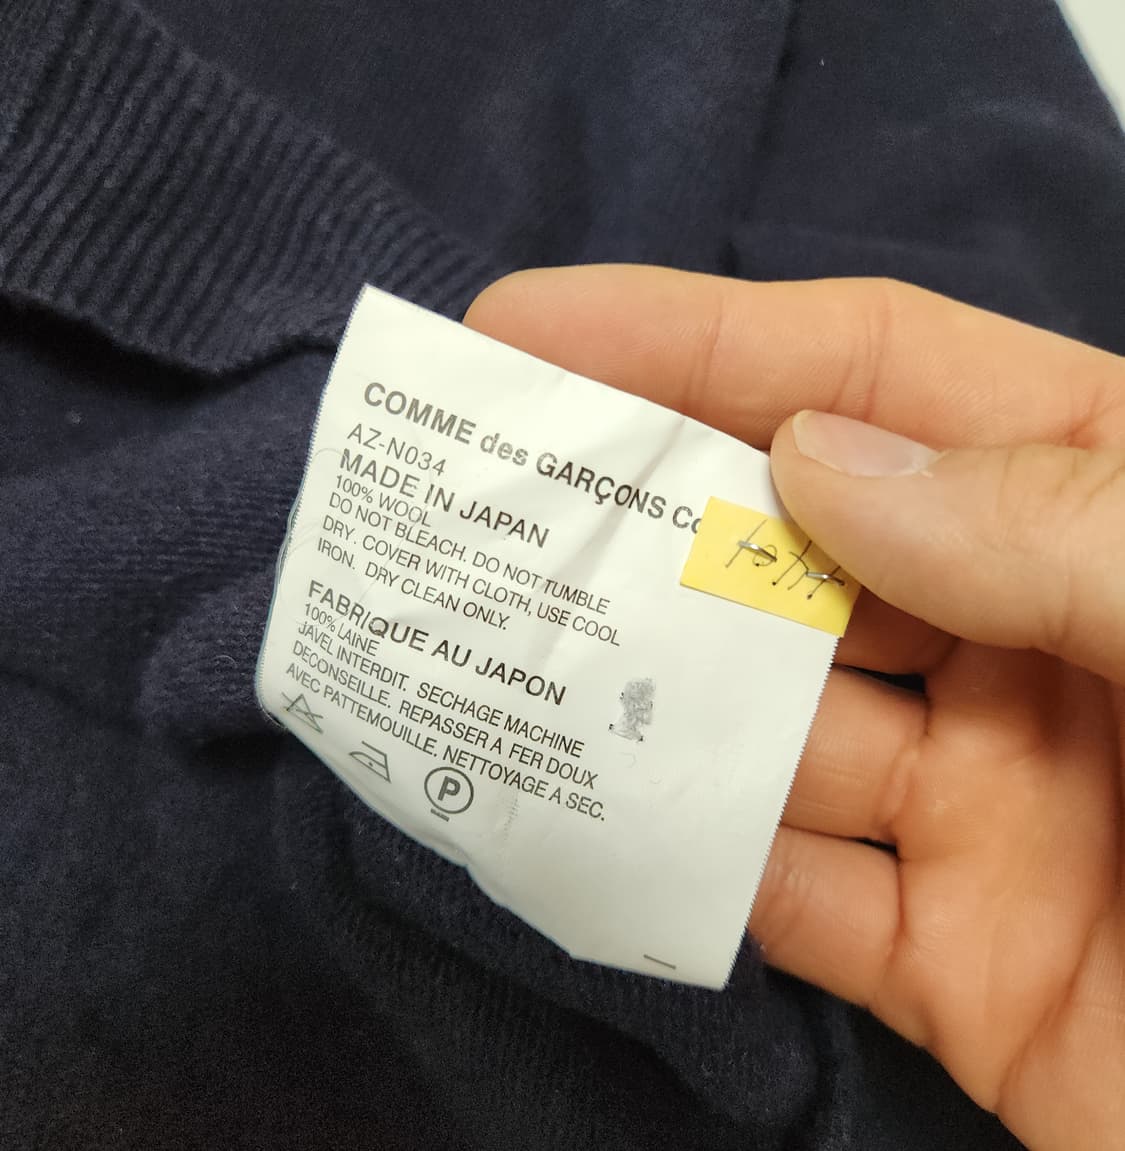 COMME des GARÇONS
AZ-N034
MADE IN JAPAN
100% WOOL
DO NOT BLEACH. DO NOT TUMBLE
DRY. COVER WITH CLOTH, USE COOL
IRON. DRY CLEAN ONLY.
FABRIQUE AU JAPON
100% LAINE
JAVEL INTERDIT. SECHAGE MACHINE
DECONSEILLE. REPASSER A FER DOUX
AVEC PATTEMOUILLE. NETTOYAGE A SEC.
P